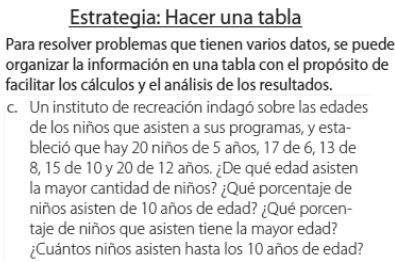 Estrategia: Hacer una tabla
Para resolver problemas que tienen varios datos, se puede
organizar la información en una tabla con el propósito de
facilitar los cálculos y el análisis de los resultados.
c. Un instituto de recreación indagó sobre las edades
de los niños que asisten a sus programas, y esta-
bleció que hay 20 niños de 5 años, 17 de 6, 13 de
8, 15 de 10 y 20 de 12 años. ¿De qué edad asisten
la mayor cantidad de niños? ¿Qué porcentaje de
niños asisten de 10 años de edad? ¿Qué porcen-
taje de niños que asisten tiene la mayor edad?
¿Cuántos niños asisten hasta los 10 años de edad?